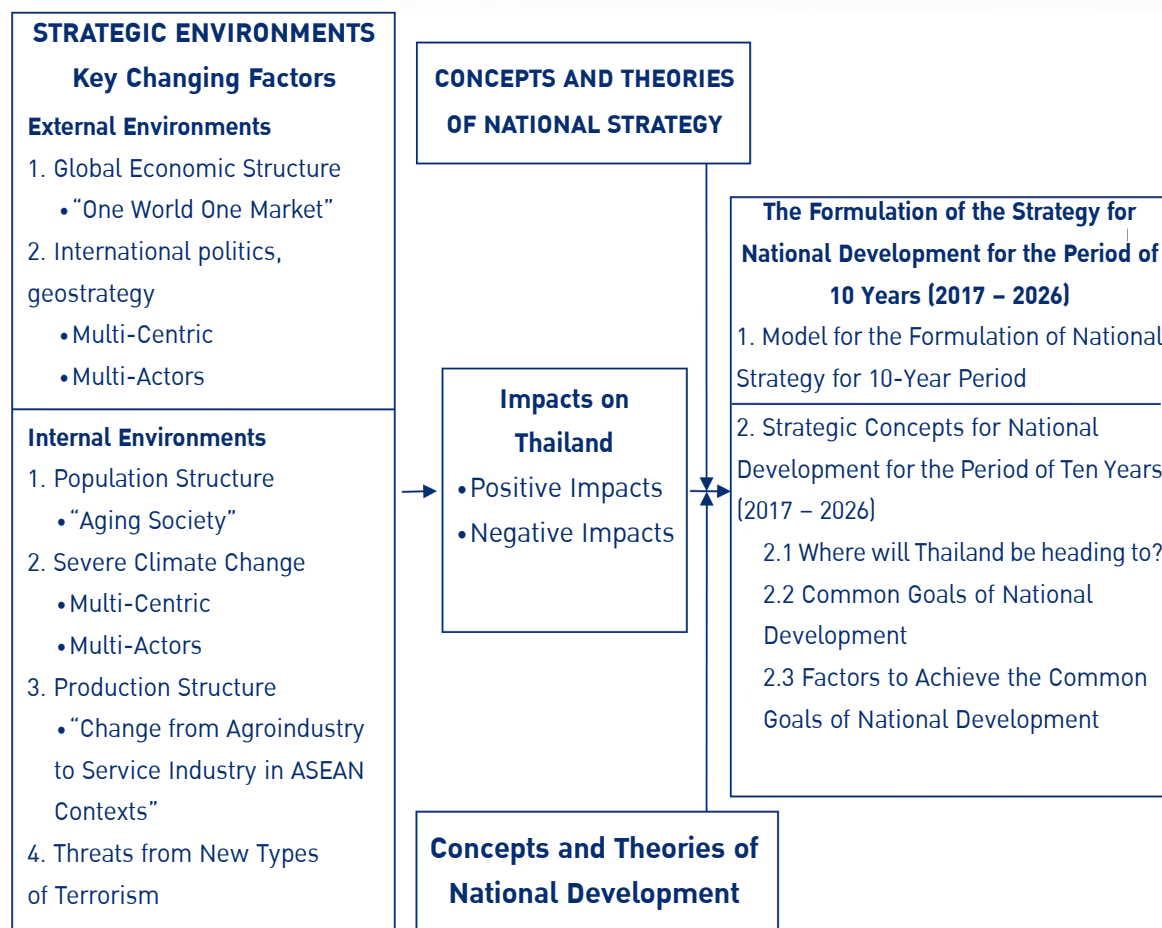 STRATEGIC ENVIRONMENTS
Key Changing Factors
External Environments
1. Global Economic Structure
•“One World One Market”
2. International politics,
geostrategy
•Multi-Centric
•Multi-Actors
Internal Environments
1. Population Structure
•“Aging Society”
2. Severe Climate Change
•Multi-Centric
•Multi-Actors
3. Production Structure
•“Change from Agroindustry
to Service Industry in ASEAN
Contexts”
4. Threats from New Types
of Terrorism
CONCEPTS AND THEORIES
OF NATIONAL STRATEGY
Impacts on
Thailand
•Positive Impacts
•Negative Impacts
Concepts and Theories of
National Development
The Formulation of the Strategy for
National Development for the Period of
10 Years (2017 – 2026)
1. Model for the Formulation of National
Strategy for 10-Year Period
2. Strategic Concepts for National
Development for the Period of Ten Years
(2017 – 2026)
2.1 Where will Thailand be heading to?
2.2 Common Goals of National
Development
2.3 Factors to Achieve the Common
Goals of National Development